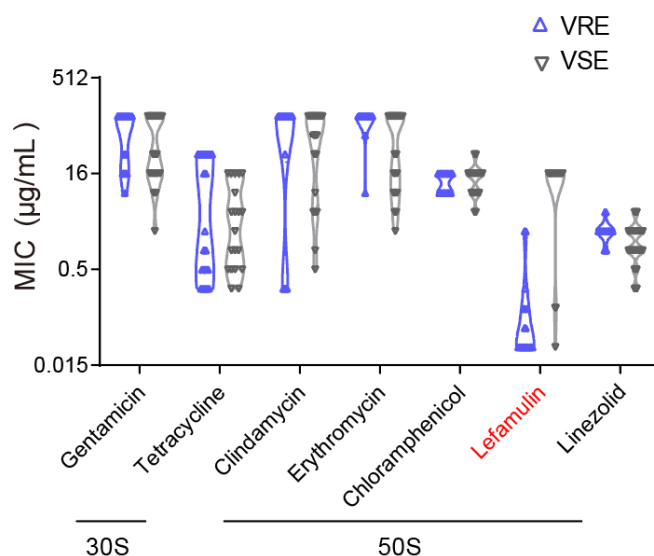 VRE
VSE
512
16
0.5
0.015
MIC (μg/mL)
Gentamicin
Tetracycline
Clindamycin
Erythromycin
Chloramphenicol
Lefamulin
Linezolid
30S
50S